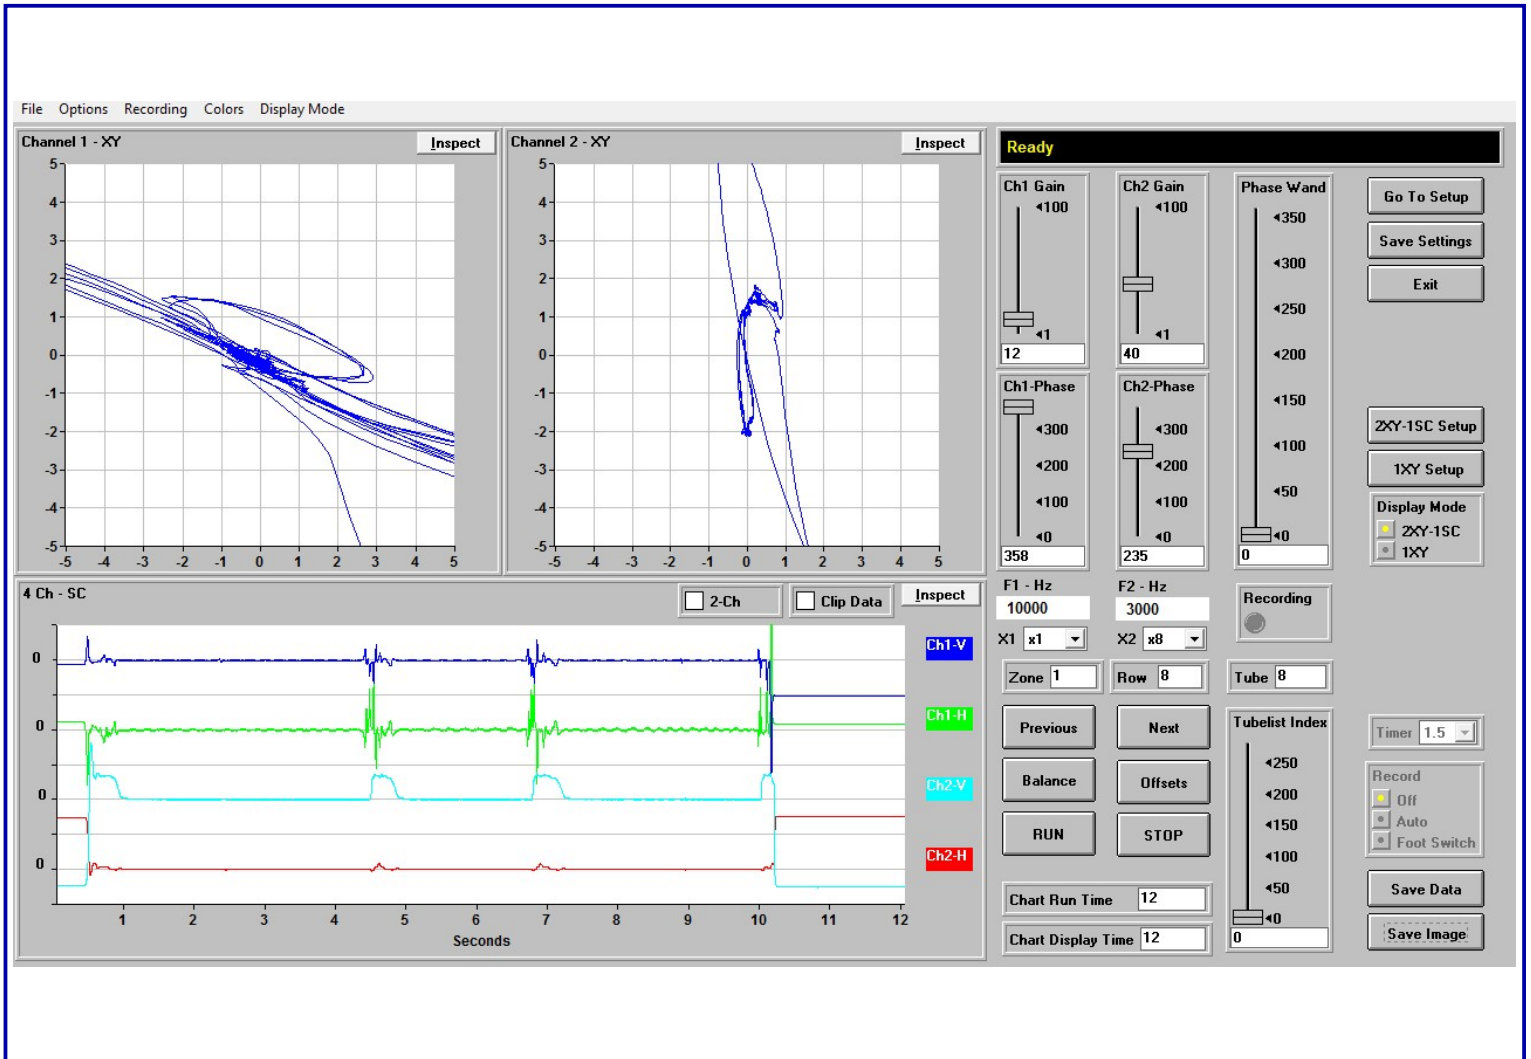 File Options Recording Colors Display Mode
Channel 1 - XY
Inspect
5
4
3
2
1
0
-1
-2
-3
-4
-5
-5 -4 -3 -2 -1 0 1 2 3 4 5
Channel 2 - XY
Inspect
5
4
3
2
1
0
-1
-2
-3
-4
-5
-5 -4 -3 -2 -1 0 1 2 3 4 5
4 Ch - SC
2-Ch
Clip Data
Inspect
0
0
0
0
Ch1-V
Ch1-H
Ch2-V
Ch2-H
1 2 3 4 5 6 7 8 9 10 11 12
Seconds
Ready
Ch1 Gain
100
1
12
Ch2 Gain
100
1
40
Phase Wand
350
300
250
200
150
100
50
0
0
Ch1-Phase
300
200
100
0
358
Ch2-Phase
300
200
100
0
235
Go To Setup
Save Settings
Exit
2XY-1SC Setup
1XY Setup
Display Mode
2XY-1SC
1XY
F1 - Hz
10000
F2 - Hz
3000
Recording
X1 x1
X2 x8
Zone 1
Row 8
Tube 8
Previous
Next
Balance
Offsets
RUN
STOP
Tubelist Index
250
200
150
100
50
0
0
Timer 1.5
Record
Off
Auto
Foot Switch
Chart Run Time 12
Chart Display Time 12
Save Data
Save Image